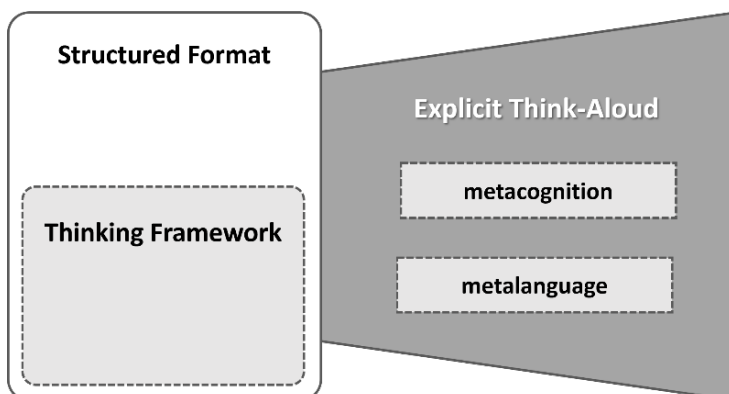 Structured Format
Explicit Think-Aloud
metacognition
Thinking Framework
metalanguage